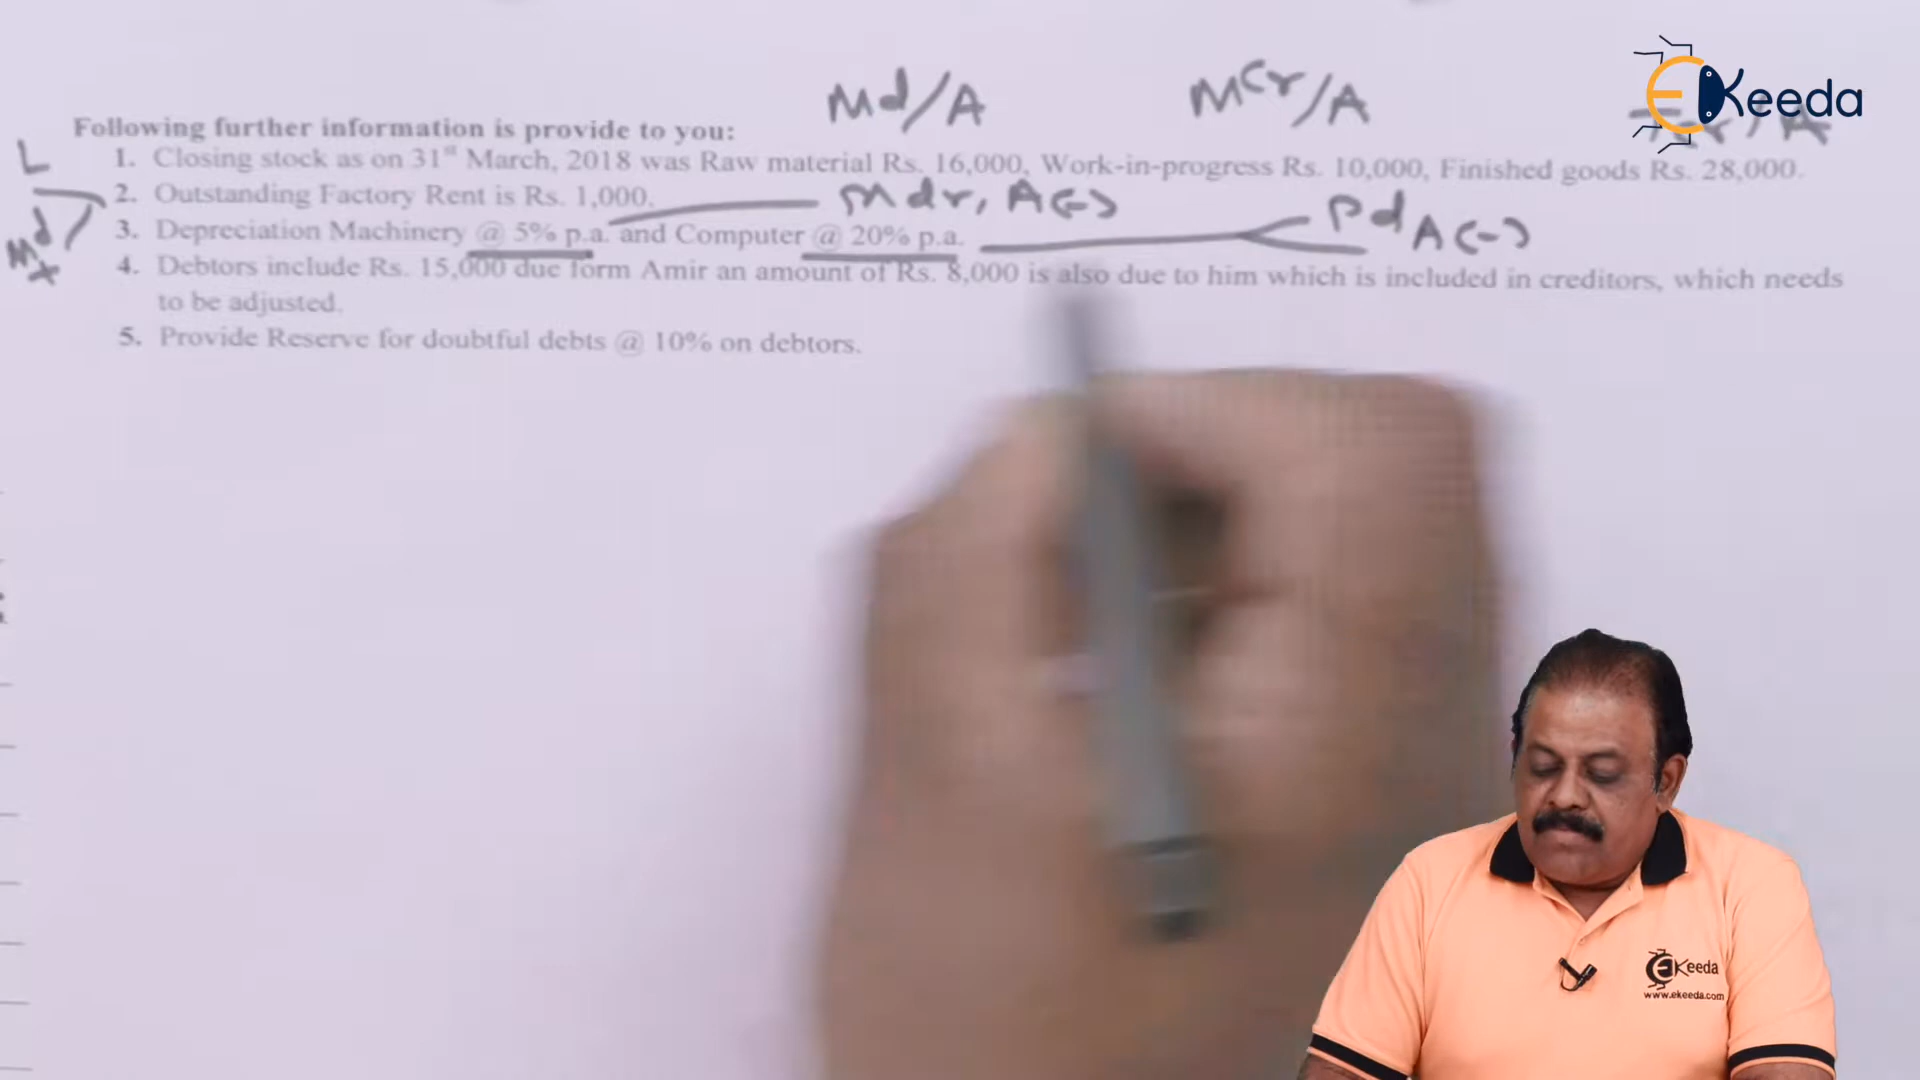 Md/A MCr/A
EKeeda
Following further information is provide to you:
L
1. Closing stock as on 31st March, 2018 was Raw material Rs. 16,000, Work-in-progress Rs. 10,000, Finished goods Rs. 28,000.
2. Outstanding Factory Rent is Rs. 1,000. Mdr, A(-) Pd A(-)
Md/
3. Depreciation Machinery @ 5% p.a. and Computer @ 20% p.a.
4. Debtors include Rs. 15,000 due form Amir an amount of Rs. 8,000 is also due to him which is included in creditors, which needs
to be adjusted.
5. Provide Reserve for doubtful debts @ 10% on debtors.
EKeeda
www.ekeeda.com